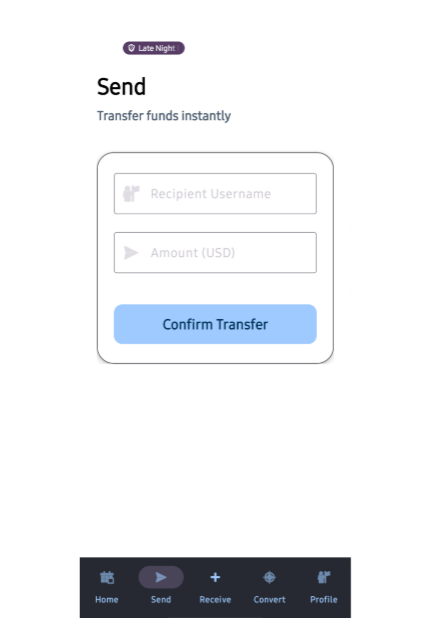 Late Night
Send
Transfer funds instantly
Recipient Username
Amount (USD)
Confirm Transfer
Home
Send
Receive
Convert
Profile